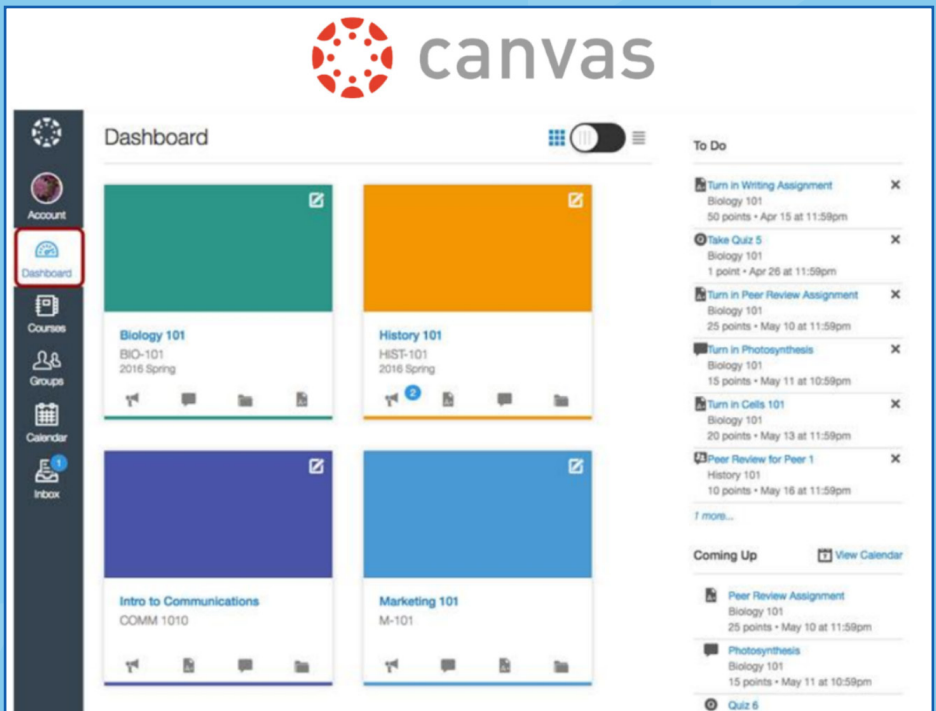 canvas
Dashboard
Account
Dashboard
Courses
Groups
Calendar
1
Inbox
Biology 101
BIO-101
2016 Spring
History 101
HIST-101
2016 Spring
2
Intro to Communications
COMM 1010
Marketing 101
M-101
To Do
Turn in Writing Assignment
Biology 101
50 points • Apr 15 at 11:59pm
Take Quiz 5
Biology 101
1 point • Apr 26 at 11:59pm
Turn in Peer Review Assignment
Biology 101
25 points • May 10 at 11:59pm
Turn in Photosynthesis
Biology 101
15 points • May 11 at 10:59pm
Turn in Cells 101
Biology 101
20 points • May 13 at 11:59pm
Peer Review for Peer 1
History 101
10 points • May 16 at 11:59pm
1 more...
Coming Up
View Calendar
Peer Review Assignment
Biology 101
25 points • May 10 at 11:59pm
Photosynthesis
Biology 101
15 points • May 11 at 10:59pm
Quiz 6